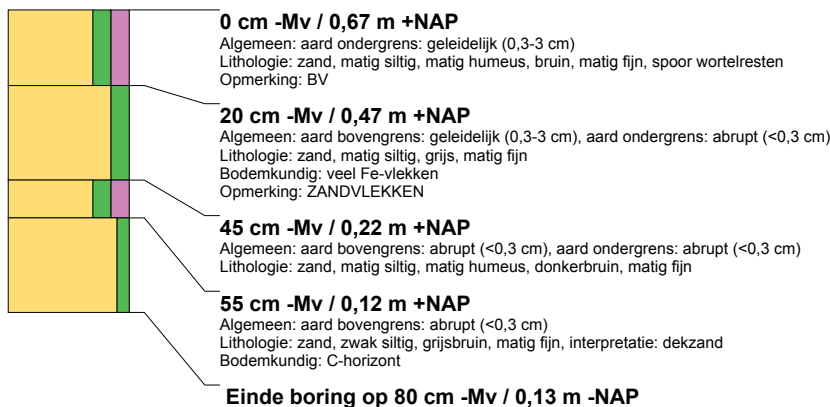 0 cm -Mv / 0,67 m +NAP
Algemeen: aard ondergrens: geleidelijk (0,3-3 cm)
Lithologie: zand, matig siltig, matig humeus, bruin, matig fijn, spoor wortelresten
Opmerking: BV
20 cm -Mv / 0,47 m +NAP
Algemeen: aard bovengrens: geleidelijk (0,3-3 cm), aard ondergrens: abrupt (<0,3 cm)
Lithologie: zand, matig siltig, grijs, matig fijn
Bodemkundig: veel Fe-vlekken
Opmerking: ZANDVLEKKEN
45 cm -Mv / 0,22 m +NAP
Algemeen: aard bovengrens: abrupt (<0,3 cm), aard ondergrens: abrupt (<0,3 cm)
Lithologie: zand, matig siltig, matig humeus, donkerbruin, matig fijn
55 cm -Mv / 0,12 m +NAP
Algemeen: aard bovengrens: abrupt (<0,3 cm)
Lithologie: zand, zwak siltig, grijsbruin, matig fijn, interpretatie: dekzand
Bodemkundig: C-horizont
Einde boring op 80 cm -Mv / 0,13 m -NAP